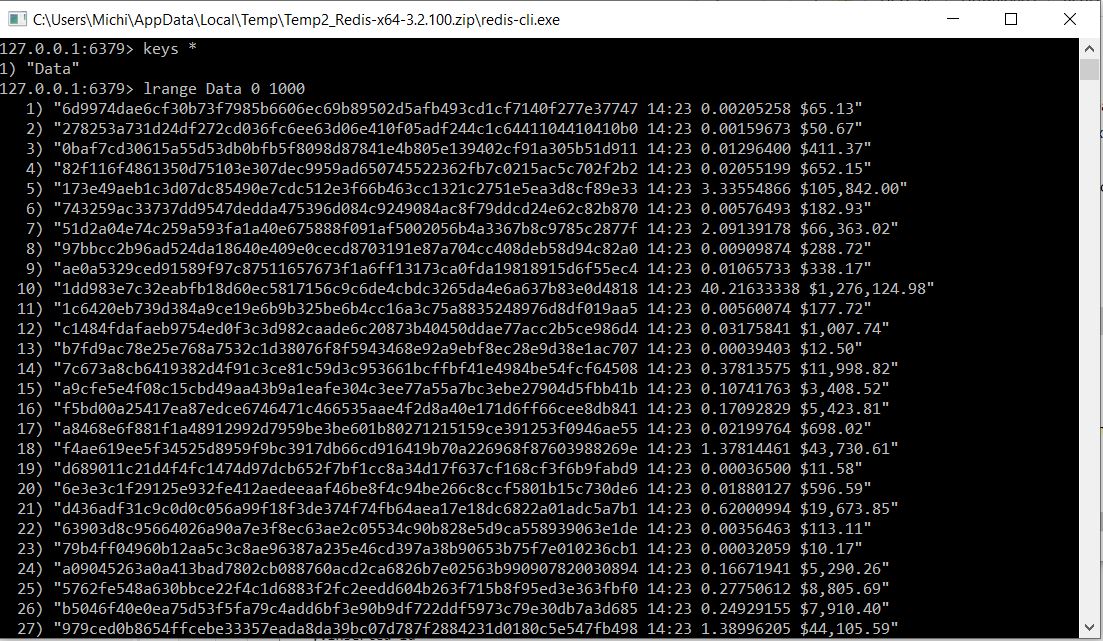 C:\Users\Michi\AppData\Local\Temp\Temp2_Redis-x64-3.2.100.zip\redis-cli.exe
127.0.0.1:6379> keys *
1) "Data"
127.0.0.1:6379> lrange Data 0 1000
1) "6d9974dae6cf30b73f7985b6606ec69b89502d5afb493cd1cf7140f277e37747 14:23 0.00205258 $65.13"
2) "278253a731d24df272cd036fc6ee63d06e410f05adf244c1c6441104410410b0 14:23 0.00159673 $50.67"
3) "0baf7cd30615a55d53db0bfb5f8098d87841e4b805e139402cf91a305b51d911 14:23 0.01296400 $411.37"
4) "82f116f4861350d75103e307dec9959ad650745522362fb7c0215ac5c702f2b2 14:23 0.02055199 $652.15"
5) "173e49aeb1c3d07dc85490e7cdc512e3f66b463cc1321c2751e5ea3d8cf89e33 14:23 3.33554866 $105,842.00"
6) "743259ac33737dd9547dedda475396d084c9249084ac8f79ddcd24e62c82b870 14:23 0.00576493 $182.93"
7) "51d2a04e74c259a593fa1a40e675888f091af5002056b4a3367b8c9785c2877f 14:23 2.09139178 $66,363.02"
8) "97bbcc2b96ad524da18640e409e0cecd8703191e87a704cc408deb58d94c82a0 14:23 0.00909874 $288.72"
9) "ae0a5329ced91589f97c87511657673f1a6ff13173ca0fda19818915d6f55ec4 14:23 0.01065733 $338.17"
10) "1dd983e7c32eabfb18d60ec5817156c9c6de4cbdc3265da4e6a637b83e0d4818 14:23 40.21633338 $1,276,124.98"
11) "1c6420eb739d384a9ce19e6b9b325be6b4cc16a3c75a8835248976d8df019aa5 14:23 0.00560074 $177.72"
12) "c1484fdafaeb9754ed0f3c3d982caade6c20873b40450ddae77acc2b5ce986d4 14:23 0.03175841 $1,007.74"
13) "b7fd9ac78e25e768a7532c1d38076f8f5943468e92a9ebf8ec28e9d38e1ac707 14:23 0.00039403 $12.50"
14) "7c673a8cb6419382d4f91c3ce81c59d3c953661bcffbf41e4984be54fcf64508 14:23 0.37813575 $11,998.82"
15) "a9cfe5e4f08c15cbd49aa43b9a1eafe304c3ee77a55a7bc3ebe27904d5fbb41b 14:23 0.10741763 $3,408.52"
16) "f5bd00a25417ea87edce6746471c466535aae4f2d8a40e171d6ff66cee8db841 14:23 0.17092829 $5,423.81"
17) "a8468e6f881f1a48912992d7959be3be601b80271215159ce391253f0946ae55 14:23 0.02199764 $698.02"
18) "f4ae619ee5f34525d8959f9bc3917db66cd916419b70a226968f87603988269e 14:23 1.37814461 $43,730.61"
19) "d689011c21d4f4fc1474d97dcb652f7bf1cc8a34d17f637cf168cf3f6b9fabd9 14:23 0.00036500 $11.58"
20) "6e3e3c1f29125e932fe412aedeeaaf46be8f4c94be266c8ccf5801b15c730de6 14:23 0.01880127 $596.59"
21) "d436adf31c9c0d0c056a99f18f3de374f74fb64aea17e18dc6822a01adc5a7b1 14:23 0.62000994 $19,673.85"
22) "63903d8c95664026a90a7e3f8ec63ae2c05534c90b828e5d9ca558939063e1de 14:23 0.00356463 $113.11"
23) "79b4ff04960b12aa5c3c8ae96387a235e46cd397a38b90653b75f7e010236cb1 14:23 0.00032059 $10.17"
24) "a09045263a0a413bad7802cb088760acd2ca6826b7e02563b990907820030894 14:23 0.16671941 $5,290.26"
25) "5762fe548a630bbce22f4c1d6883f2fc2eedd604b263f715b8f95ed3e363fbf0 14:23 0.27750612 $8,805.69"
26) "b5046f40e0ea75d53f5fa79c4add6bf3e90b9df722ddf5973c79e30db7a3d685 14:23 0.24929155 $7,910.40"
27) "979ced0b8654ffcebe33357eada8da39bc07d787f2884231d0180c5e547fb498 14:23 1.38996205 $44,105.59"